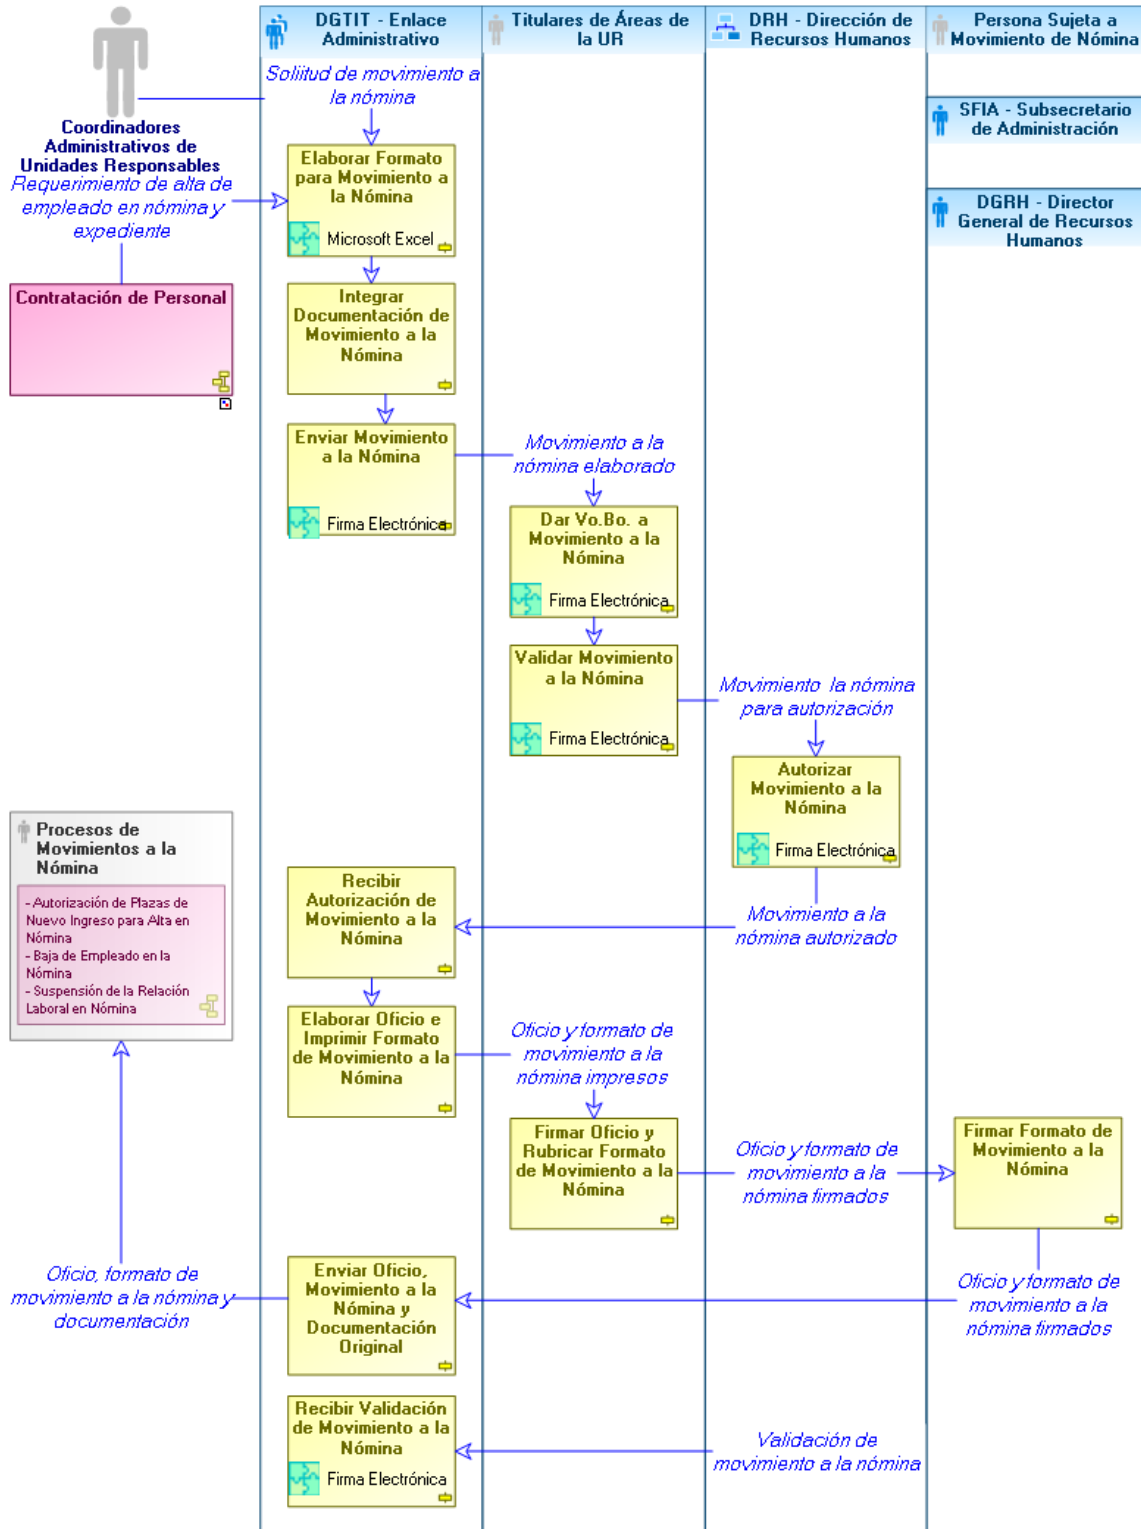 DGTIT - Enlace
Administrativo
Titulares de Áreas de
la UR
DRH - Dirección de
Recursos Humanos
Persona Sujeta a
Movimiento de Nómina
SFIA - Subsecretario
de Administración
DGRH - Director
General de Recursos
Humanos
Coordinadores
Administrativos de
Unidades Responsables
Soliitud de movimiento a
la nómina
Requerimiento de alta de
empleado en nómina y
expediente
Elaborar Formato
para Movimiento a
la Nómina
Microsoft Excel
Contratación de Personal
Integrar
Documentación de
Movimiento a la
Nómina
Enviar Movimiento
a la Nómina
Firma Electrónica
Movimiento a la
nómina elaborado
Dar Vo.Bo. a
Movimiento a la
Nómina
Firma Electrónica
Validar Movimiento
a la Nómina
Firma Electrónica
Movimiento la nómina
para autorización
Autorizar
Movimiento a la
Nómina
Firma Electrónica
Procesos de
Movimientos a la
Nómina
- Autorización de Plazas de
Nuevo Ingreso para Alta en
Nómina
- Baja de Empleado en la
Nómina
- Suspensión de la Relación
Laboral en Nómina
Recibir
Autorización de
Movimiento a la
Nómina
Movimiento a la
nómina autorizado
Elaborar Oficio e
Imprimir Formato
de Movimiento a la
Nómina
Oficio y formato de
movimiento a la
nómina impresos
Firmar Oficio y
Rubricar Formato
de Movimiento a la
Nómina
Oficio y formato de
movimiento a la
nómina firmados
Firmar Formato de
Movimiento a la
Nómina
Oficio y formato de
movimiento a la
nómina firmados
Enviar Oficio,
Movimiento a la
Nómina y
Documentación
Original
Oficio, formato de
movimiento a la nómina y
documentación
Recibir Validación
de Movimiento a la
Nómina
Firma Electrónica
Validación de
movimiento a la nómina